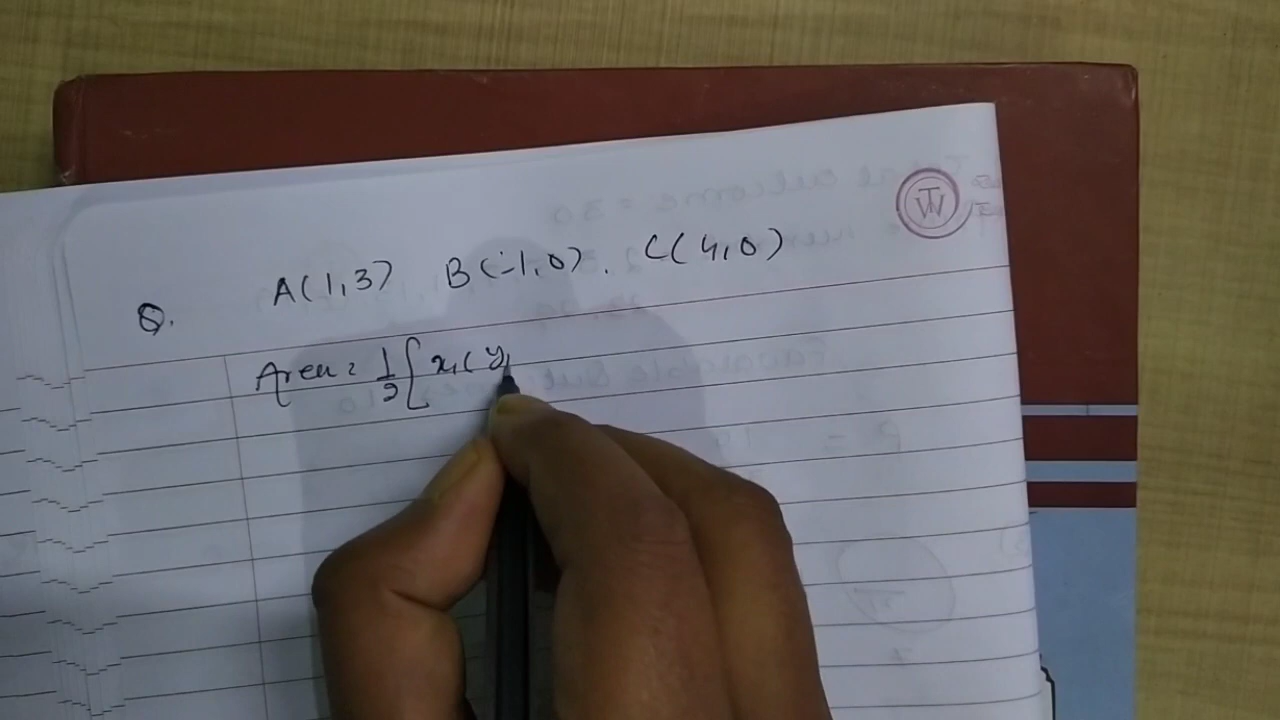 Q. A(1,3) B(-1,0). C(4,0)
Area = 1/2 [ x₁( y₁